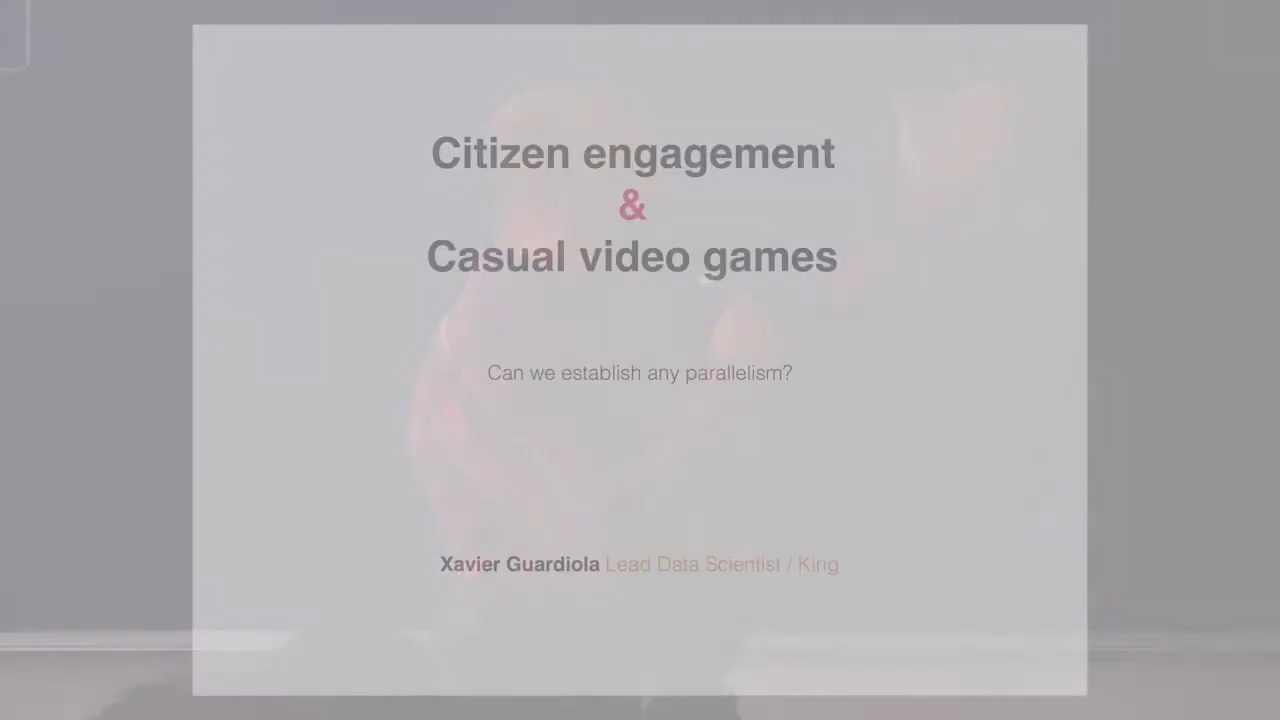 Citizen engagement
&
Casual video games
Can we establish any parallelism?
Xavier Guardiola Lead Data Scientist / King